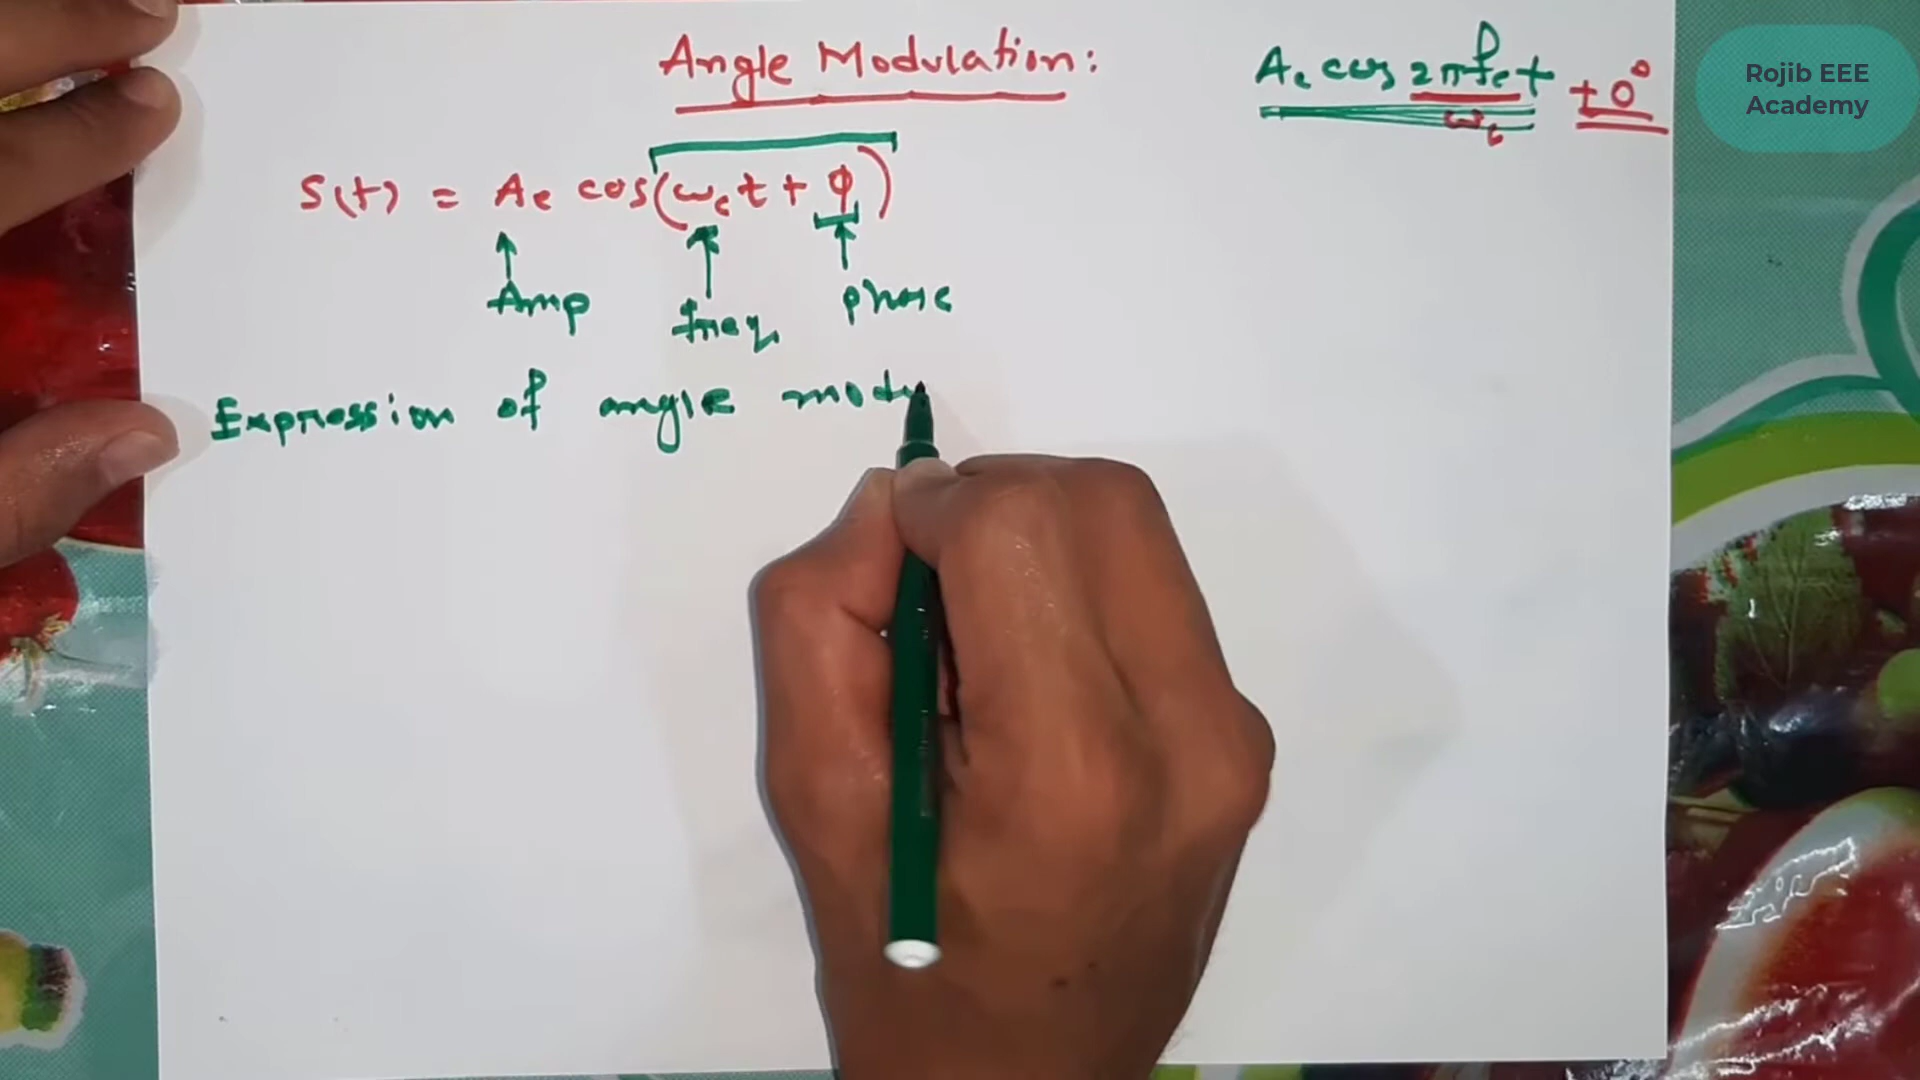 Angle Modulation:
Ac cos 2πfct + 0°
ωc
Rojib EEE
Academy
S(t) = Ac cos(ωct + φ)
Amp
freq.
phase
Expression of angle modu